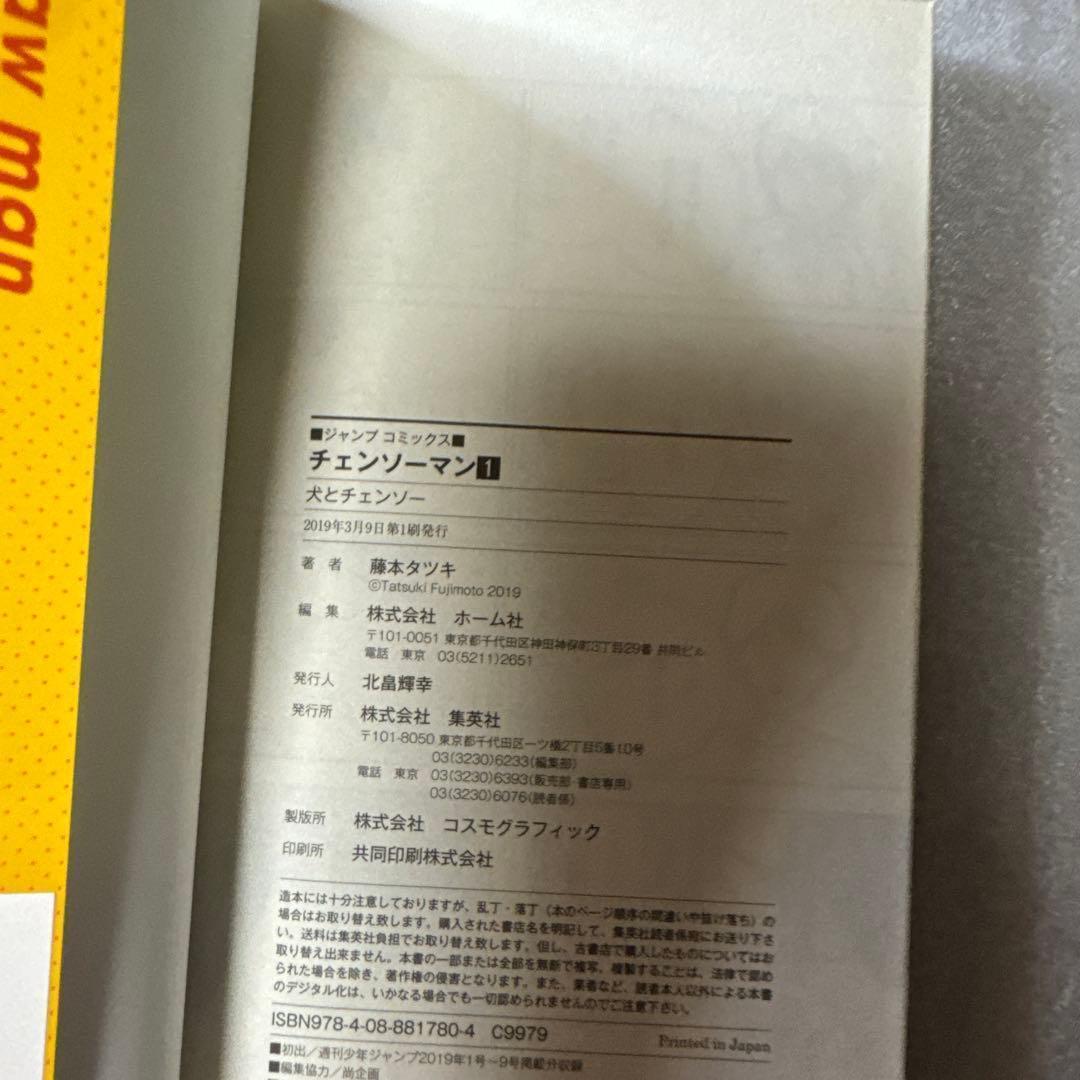 aw man
■ジャンプ コミックス■
チェンソーマン1
犬とチェンソー
2019年3月9日第1刷発行
著 者 藤本タツキ
©Tatsuki Fujimoto 2019
編 集 株式会社 ホーム社
〒101-0051 東京都千代田区神田神保町3丁目29番 共同ビル
電話 東京 03(5211)2651
発行人 北畠輝幸
発行所 株式会社 集英社
〒101-8050 東京都千代田区一ツ橋2丁目5番10号
03(3230)6233(編集部)
電話 東京 03(3230)6393(販売部・書店専用)
03(3230)6076(読者係)
製版所 株式会社 コスモグラフィック
印刷所 共同印刷株式会社
造本には十分注意しておりますが、乱丁・落丁(本のページ順序の間違いや抜け落ち)の
場合はお取り替え致します。購入された書店名を明記して、集英社読者係宛にお送り下さ
い。送料は集英社負担でお取り替え致します。但し、古書店で購入したものについてはお
取り替え出来ません。本書の一部または全部を無断で複写、複製することは、法律で認め
られた場合を除き、著作権の侵害となります。また、業者など、読者本人以外による本書
のデジタル化は、いかなる場合でも一切認められませんのでご注意下さい。
ISBN978-4-08-881780-4 C9979
Printed in Japan
■初出/週刊少年ジャンプ2019年1号〜9号掲載分収録
■編集協力/尚企画